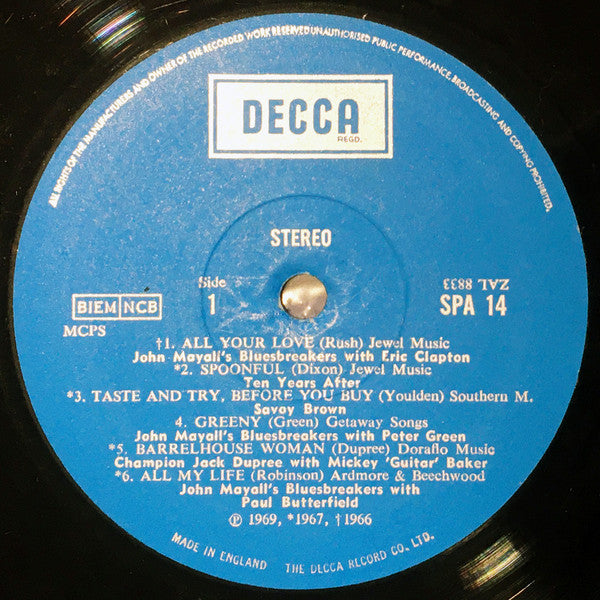 ALL RIGHTS OF THE MANUFACTURERS AND OWNER OF THE RECORDED WORK RESERVED UNAUTHORISED PUBLIC PERFORMANCE, BROADCASTING AND COPYING PROHIBITED.
DECCA
REGD.
STEREO
Side
1
BIEM NCB
MCPS
ZAL 8833
SPA 14
†1. ALL YOUR LOVE (Rush) Jewel Music
John Mayall's Bluesbreakers with Eric Clapton
*2. SPOONFUL (Dixon) Jewel Music
Ten Years After
*3. TASTE AND TRY, BEFORE YOU BUY (Youlden) Southern M.
Savoy Brown
4. GREENY (Green) Getaway Songs
John Mayall's Bluesbreakers with Peter Green
*5. BARRELHOUSE WOMAN (Dupree) Doraflo Music
Champion Jack Dupree with Mickey 'Guitar' Baker
*6. ALL MY LIFE (Robinson) Ardmore & Beechwood
John Mayall's Bluesbreakers with
Paul Butterfield
Ⓟ 1969, *1967, †1966
MADE IN ENGLAND THE DECCA RECORD CO., LTD.